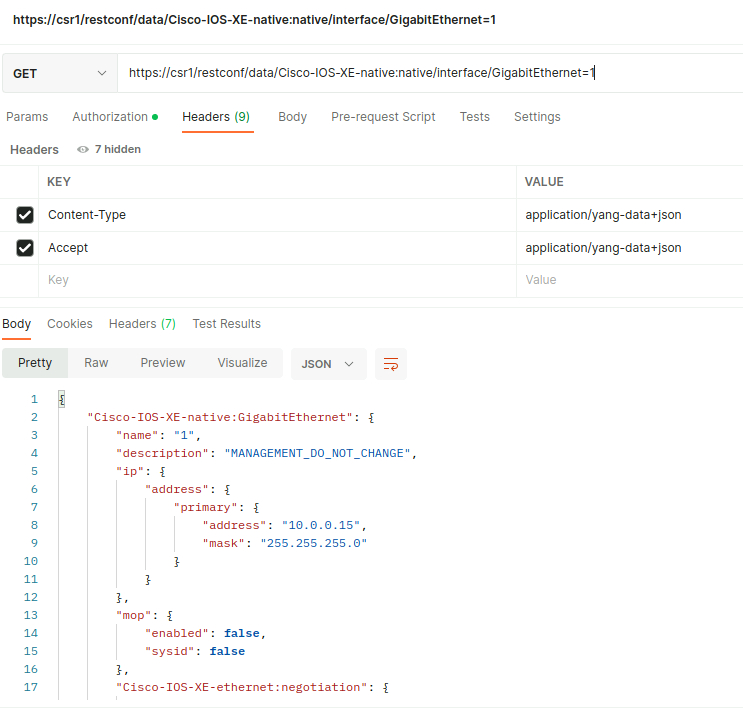 https://csr1/restconf/data/Cisco-IOS-XE-native:native/interface/GigabitEthernet=1
GET https://csr1/restconf/data/Cisco-IOS-XE-native:native/interface/GigabitEthernet=1
Params Authorization Headers (9) Body Pre-request Script Tests Settings
Headers 7 hidden
KEY VALUE
Content-Type application/yang-data+json
Accept application/yang-data+json
Key Value
Body Cookies Headers (7) Test Results
Pretty Raw Preview Visualize JSON
1 {
2 "Cisco-IOS-XE-native:GigabitEthernet": {
3 "name": "1",
4 "description": "MANAGEMENT_DO_NOT_CHANGE",
5 "ip": {
6 "address": {
7 "primary": {
8 "address": "10.0.0.15",
9 "mask": "255.255.255.0"
10 }
11 }
12 },
13 "mop": {
14 "enabled": false,
15 "sysid": false
16 },
17 "Cisco-IOS-XE-ethernet:negotiation": {